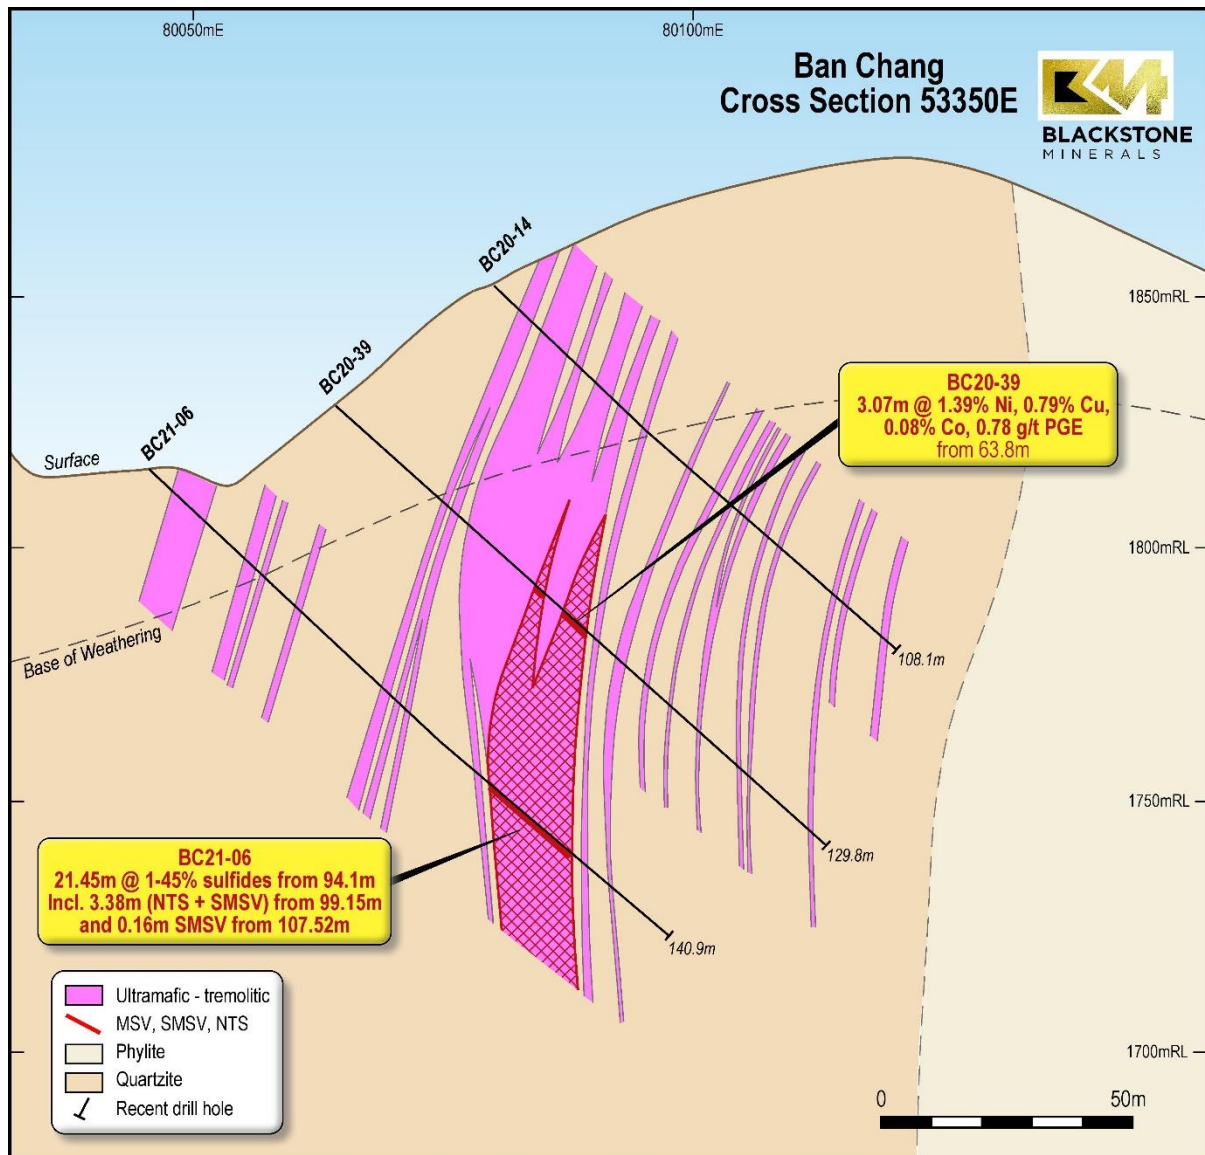 80050mE
80100mE
Ban Chang
Cross Section 53350E
BM
BLACKSTONE
MINERALS
BC20-14
1850mRL
BC20-39
BC20-39
3.07m @ 1.39% Ni, 0.79% Cu,
0.08% Co, 0.78 g/t PGE
from 63.8m
BC21-06
Surface
1800mRL
Base of Weathering
108.1m
1750mRL
129.8m
BC21-06
21.45m @ 1-45% sulfides from 94.1m
Incl. 3.38m (NTS + SMSV) from 99.15m
and 0.16m SMSV from 107.52m
140.9m
Ultramafic - tremolitic
MSV, SMSV, NTS
Phylite
Quartzite
Recent drill hole
1700mRL
0 50m